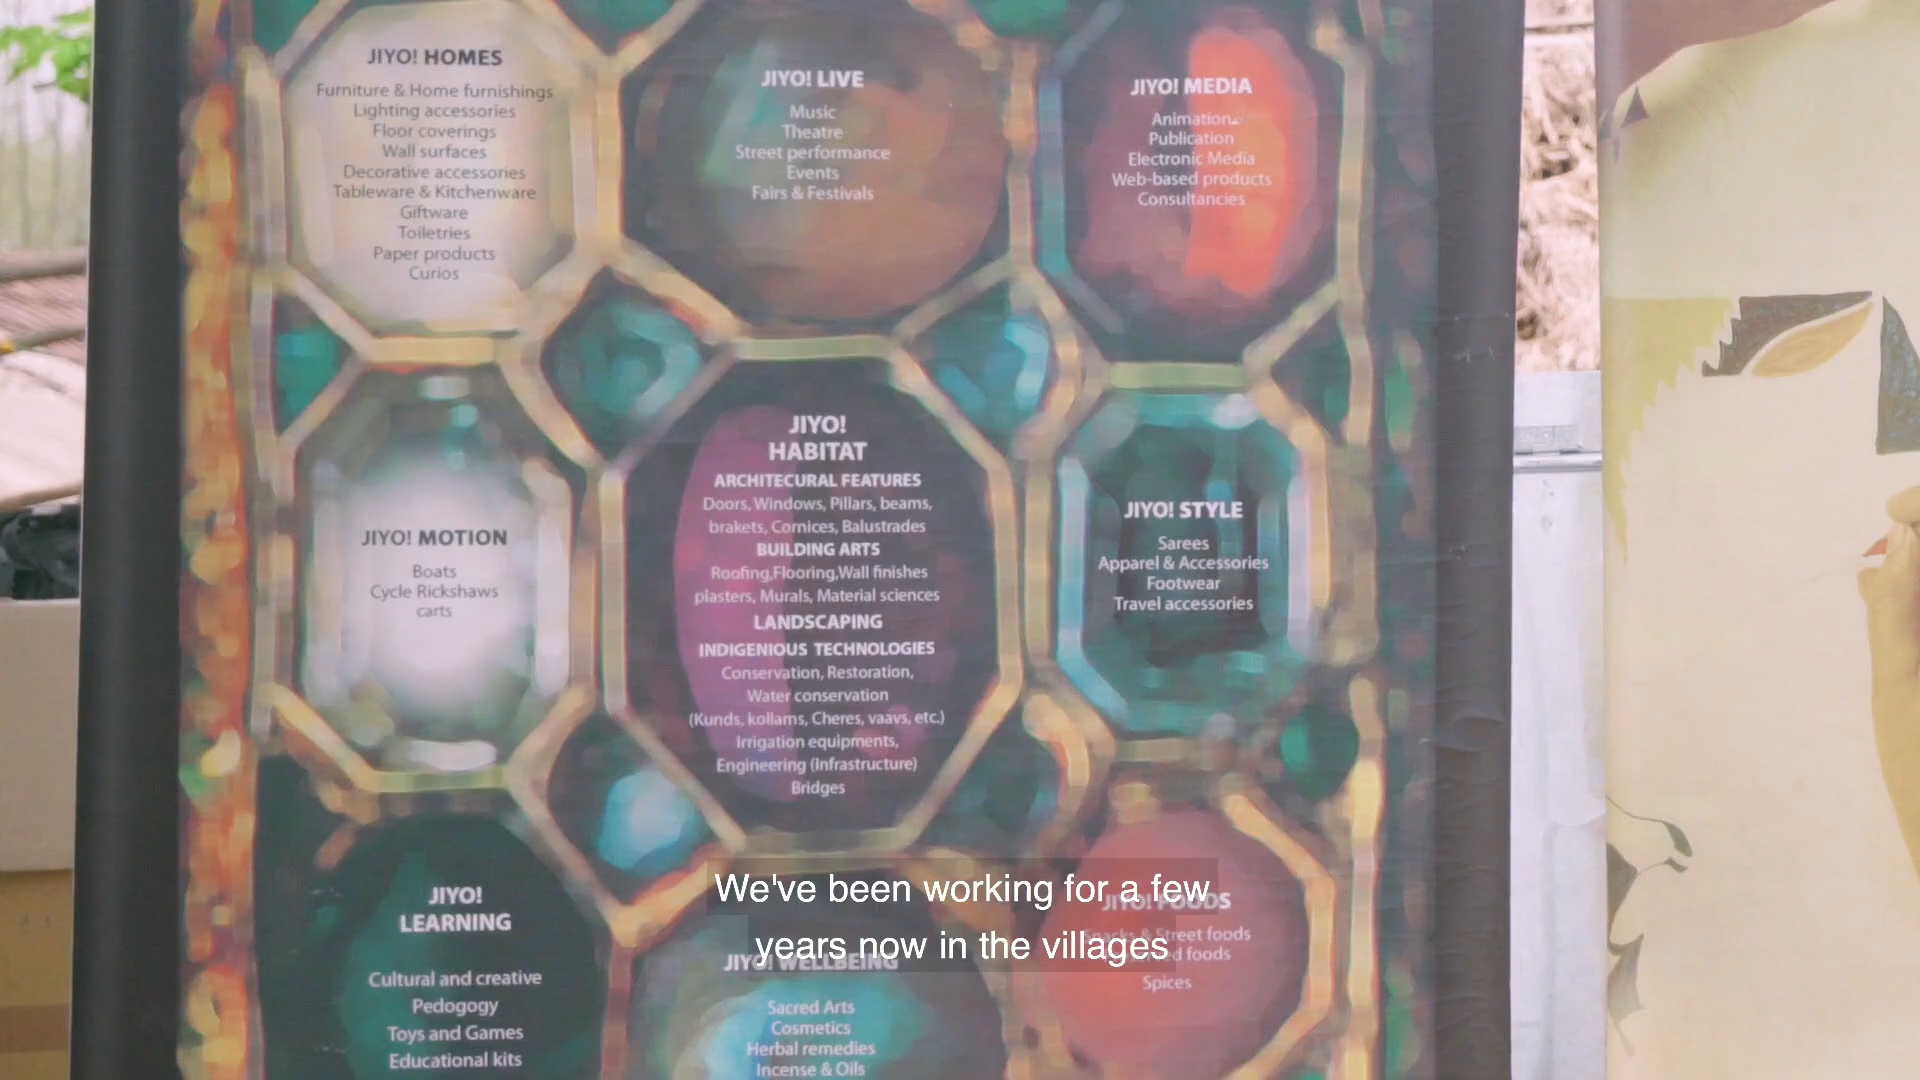 JIYO! HOMES
Furniture & Home furnishings
Lighting accessories
Floor coverings
Wall surfaces
Decorative accessories
Tableware & Kitchenware
Giftware
Toiletries
Paper products
Curios
JIYO! LIVE
Music
Theatre
Street performance
Events
Fairs & Festivals
JIYO! MEDIA
Animation
Publication
Electronic Media
Web-based products
Consultancies
JIYO! MOTION
Boats
Cycle Rickshaws
carts
JIYO!
HABITAT
ARCHITECURAL FEATURES
Doors, Windows, Pillars, beams,
brakets, Cornices, Balustrades
BUILDING ARTS
Roofing,Flooring,Wall finishes
plasters, Murals, Material sciences
LANDSCAPING
INDIGENIOUS TECHNOLOGIES
Conservation, Restoration,
Water conservation
(Kunds, kollams, Cheres, vaavs, etc.)
Irrigation equipments,
Engineering (Infrastructure)
Bridges
JIYO! STYLE
Sarees
Apparel & Accessories
Footwear
Travel accessories
JIYO!
LEARNING
Cultural and creative
Pedogogy
Toys and Games
Educational kits
JIYO! WELLBEING
Sacred Arts
Cosmetics
Herbal remedies
Incense & Oils
JIYO! FOODS
Snacks & Street foods
foods
Spices
We've been working for a few
years now in the villages